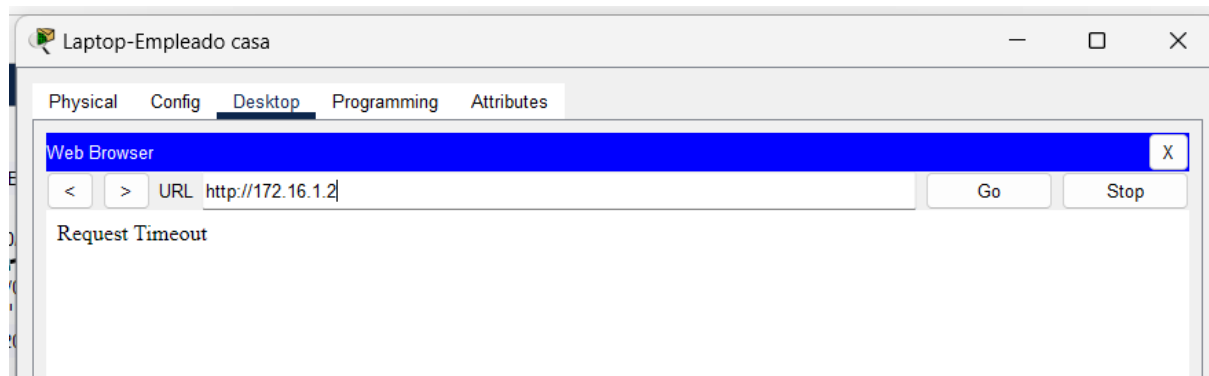 Laptop-Empleado casa
Physical Config Desktop Programming Attributes
Web Browser X
< > URL http://172.16.1.2 Go Stop
Request Timeout